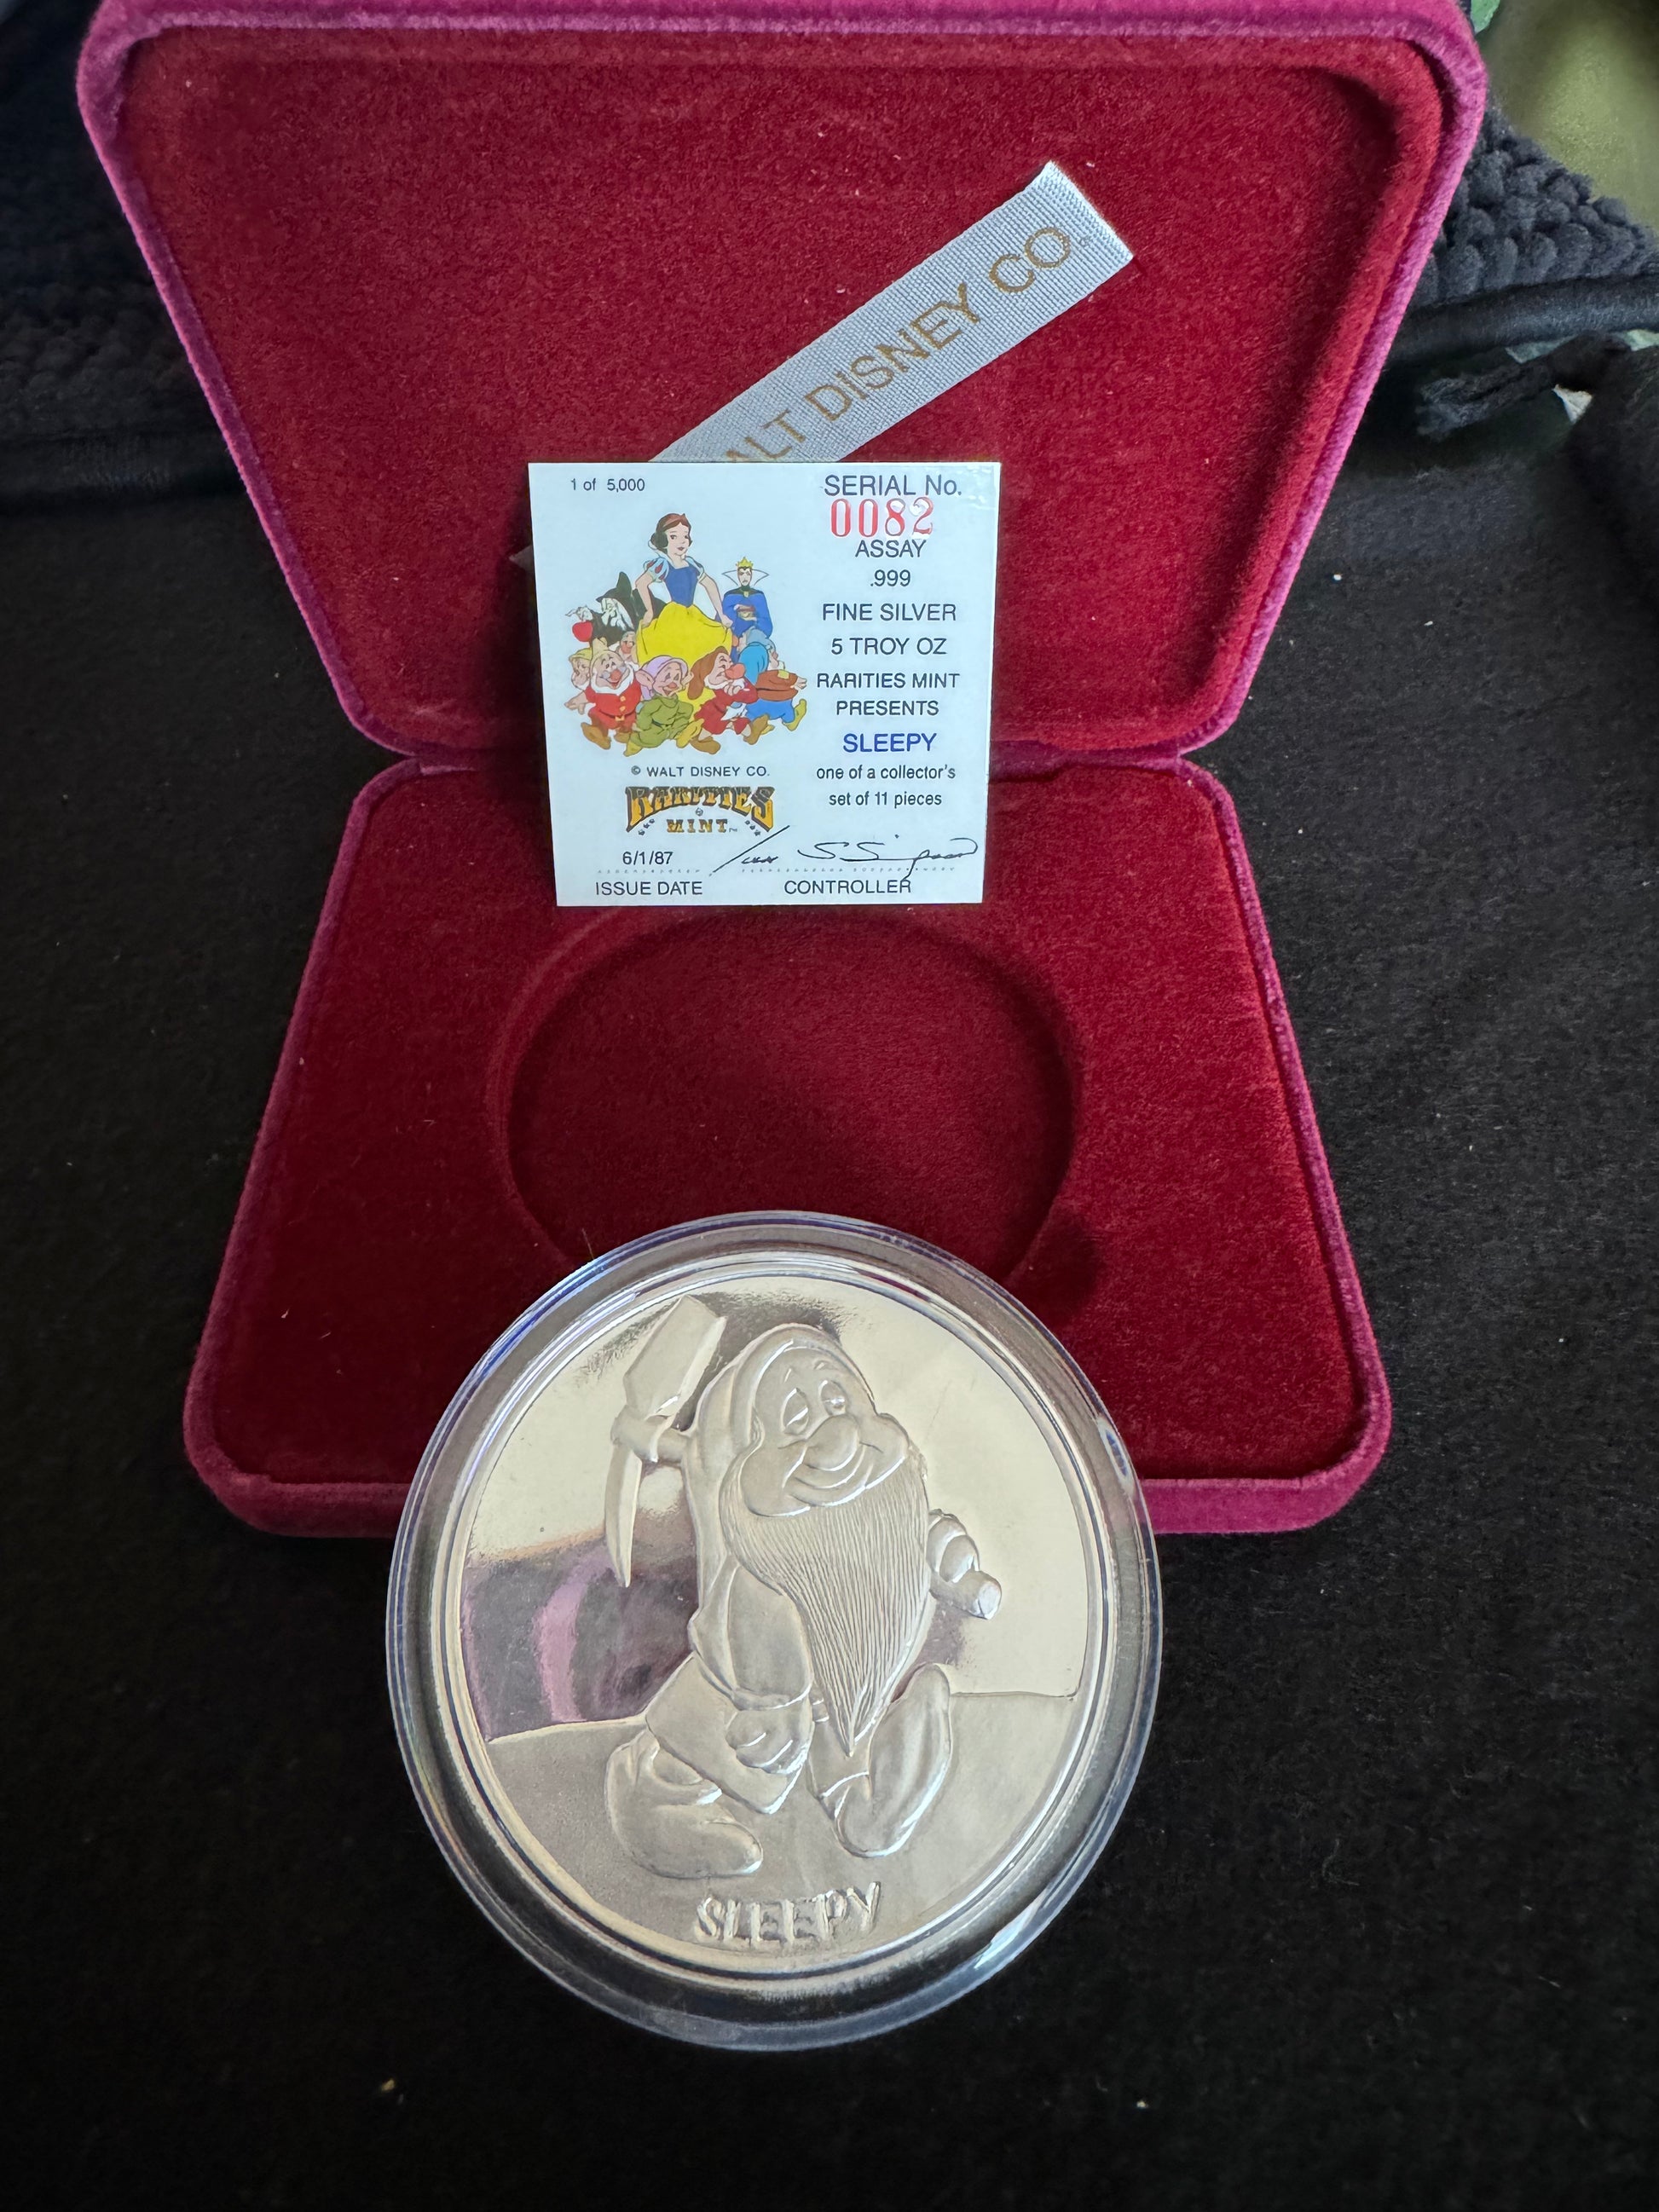 ALT DISNEY CO
1 of 5,000
SERIAL No.
0082
ASSAY
.999
FINE SILVER
5 TROY OZ
RARITIES MINT
PRESENTS
SLEEPY
one of a collector's
set of 11 pieces
© WALT DISNEY CO.
RARITIES
MINT™
6/1/87
ISSUE DATE
CONTROLLER
SLEEPY